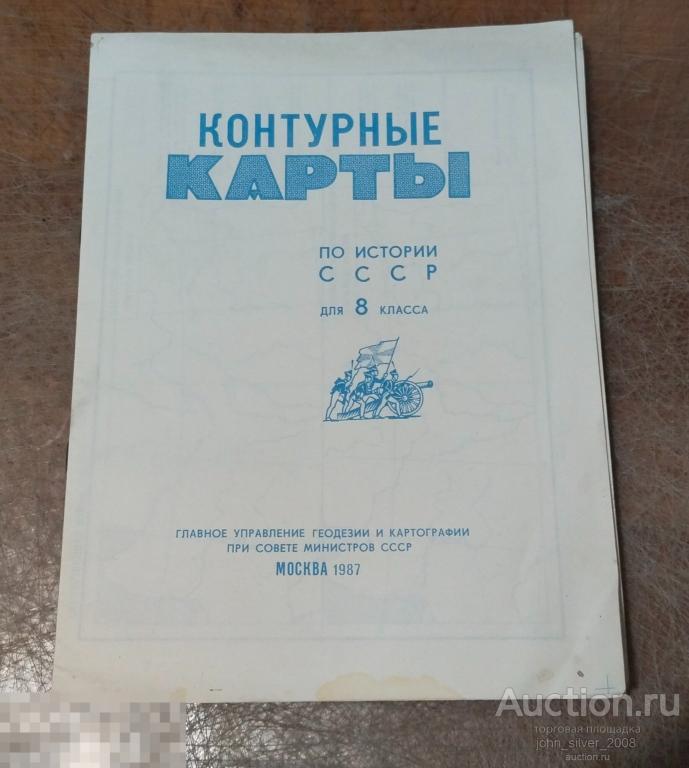 КОНТУРНЫЕ
КАРТЫ
ПО ИСТОРИИ
СССР
ДЛЯ 8 КЛАССА
ГЛАВНОЕ УПРАВЛЕНИЕ ГЕОДЕЗИИ И КАРТОГРАФИИ
ПРИ СОВЕТЕ МИНИСТРОВ СССР
МОСКВА 1987
Auction.ru
торговая площадка
john_silver_2008
auction.ru